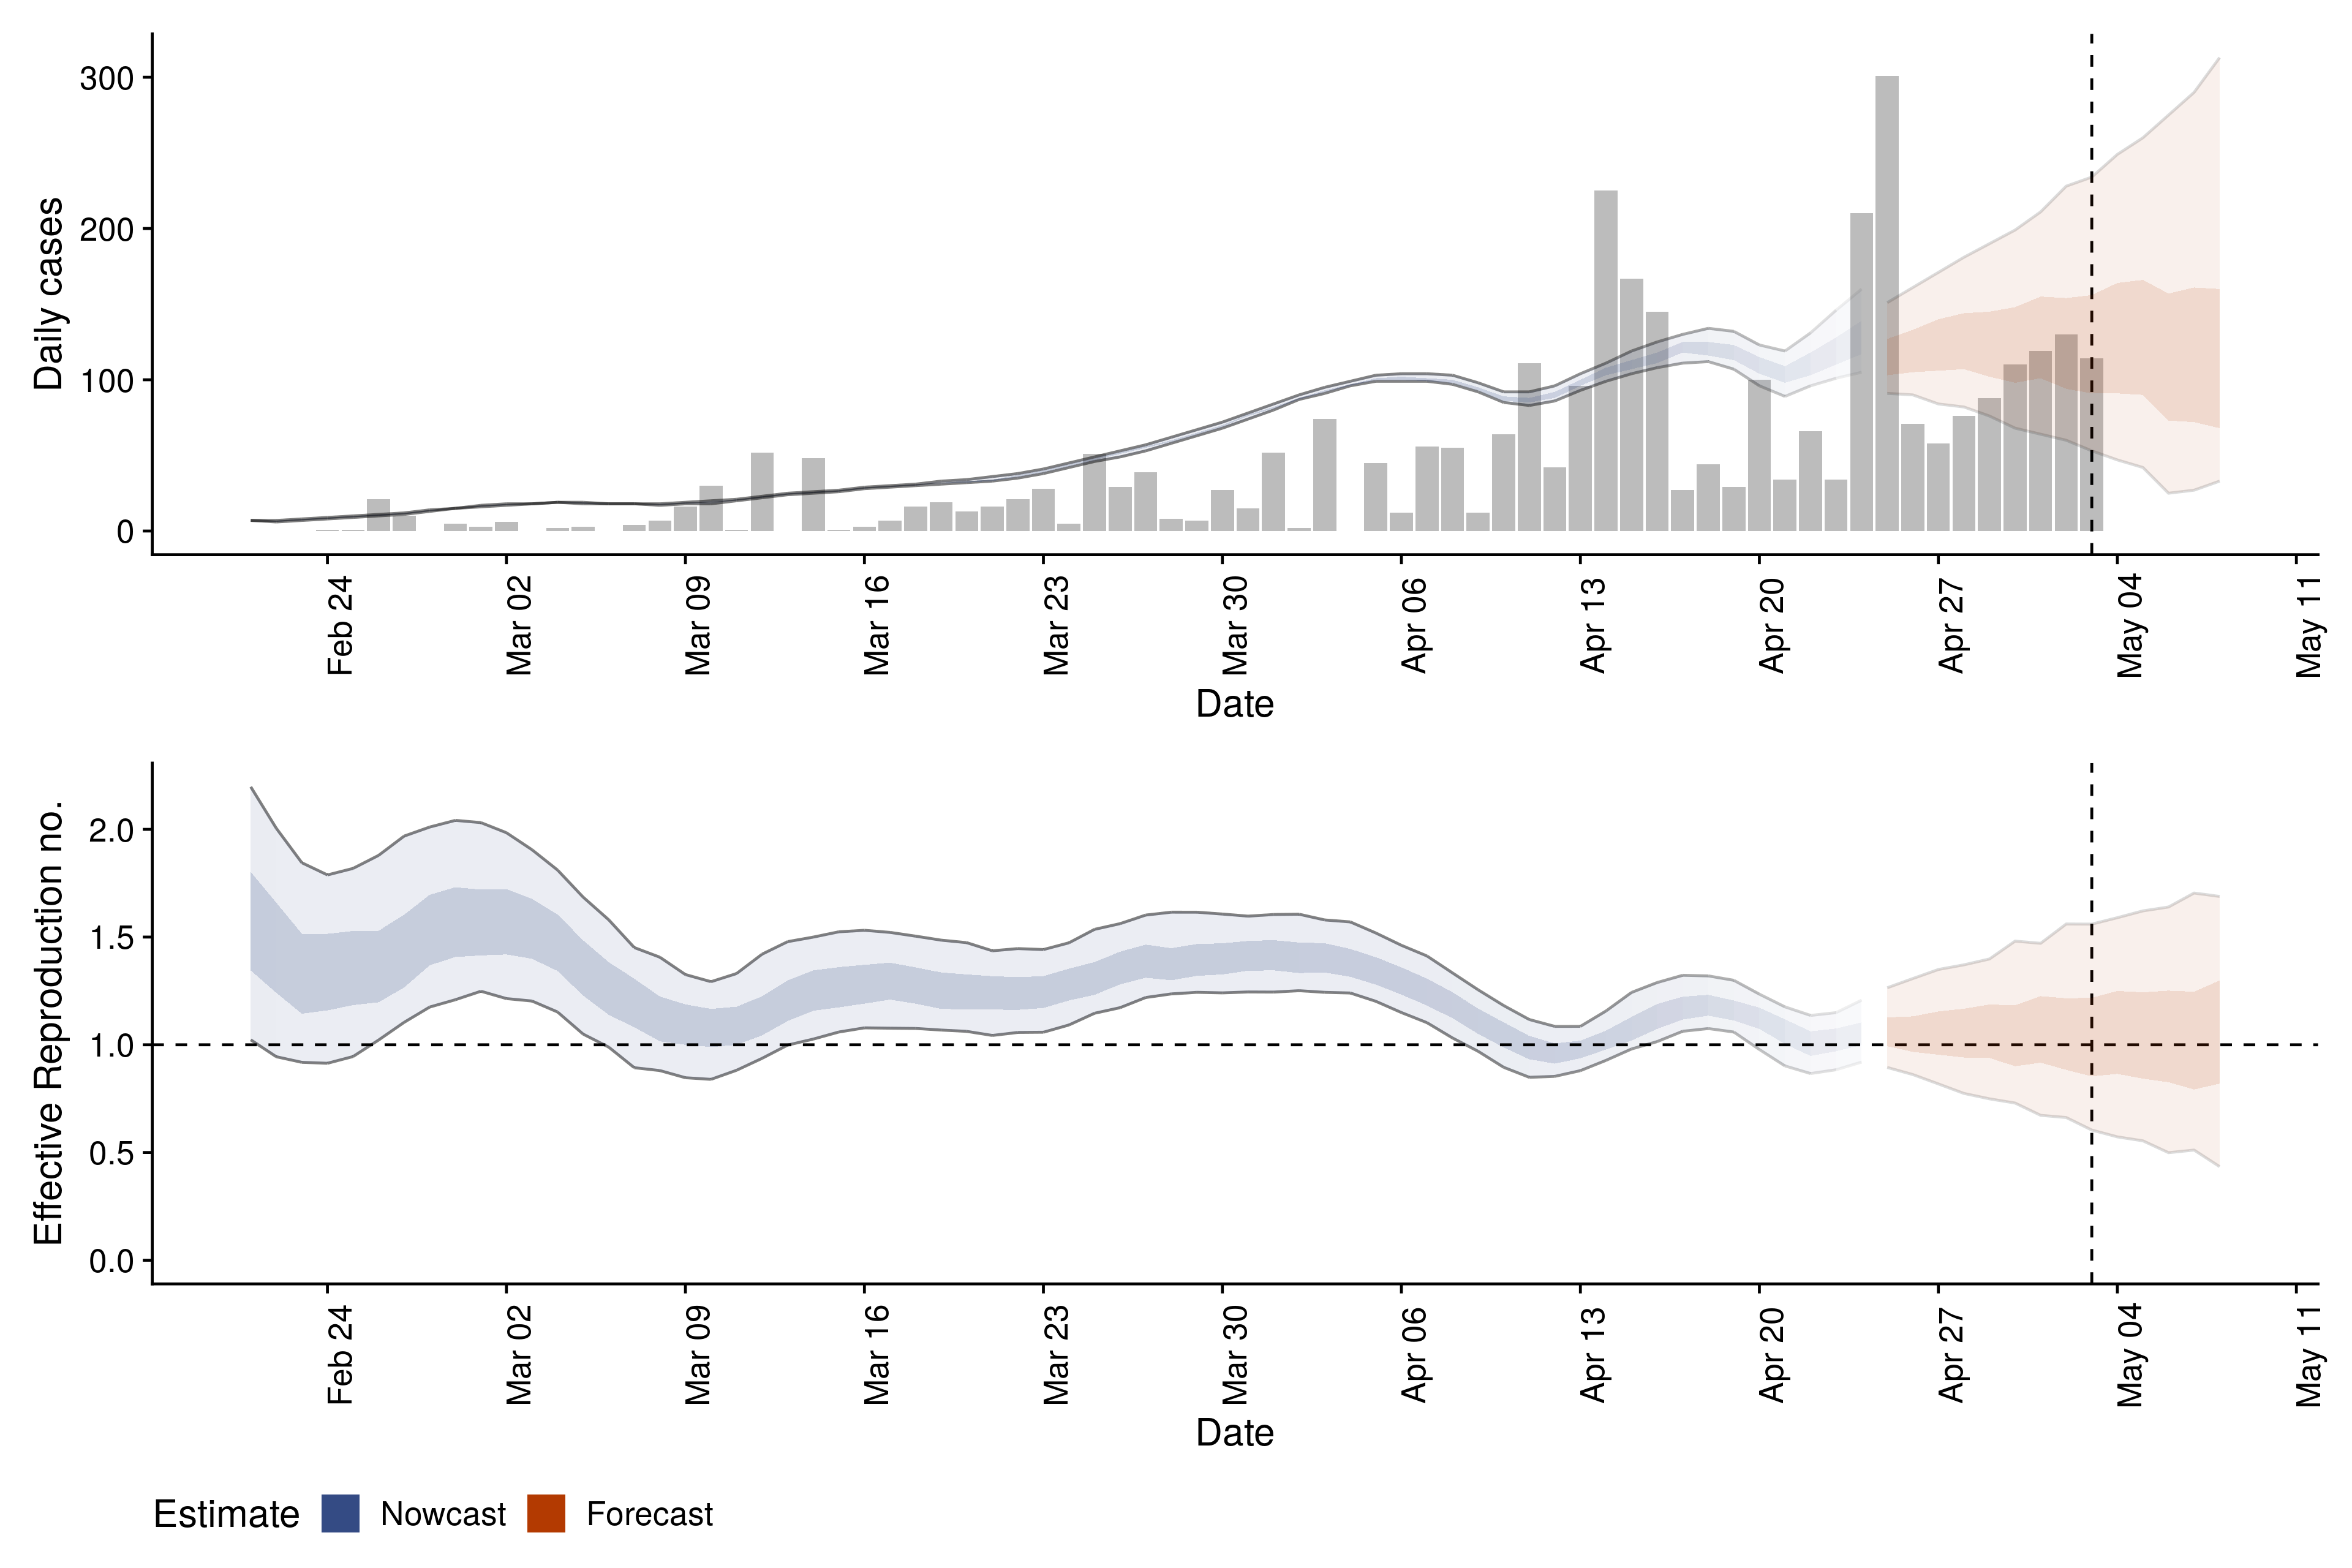 Daily cases
300
200
100
0
Feb 24
Mar 02
Mar 09
Mar 16
Mar 23
Mar 30
Apr 06
Apr 13
Apr 20
Apr 27
May 04
May 11
Date
Effective Reproduction no.
2.0
1.5
1.0
0.5
0.0
Feb 24
Mar 02
Mar 09
Mar 16
Mar 23
Mar 30
Apr 06
Apr 13
Apr 20
Apr 27
May 04
May 11
Date
Estimate Nowcast Forecast